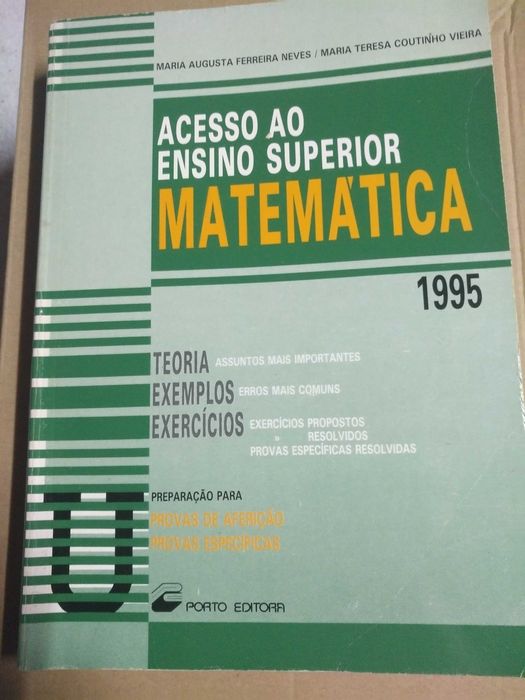 MARIA AUGUSTA FERREIRA NEVES / MARIA TERESA COUTINHO VIEIRA
ACESSO AO
ENSINO SUPERIOR
MATEMÁTICA
1995
TEORIA ASSUNTOS MAIS IMPORTANTES
EXEMPLOS ERROS MAIS COMUNS
EXERCÍCIOS EXERCÍCIOS PROPOSTOS
» RESOLVIDOS
PROVAS ESPECÍFICAS RESOLVIDAS
U
PREPARAÇÃO PARA
PROVAS DE AFERIÇÃO
PROVAS ESPECÍFICAS
PORTO EDITORA